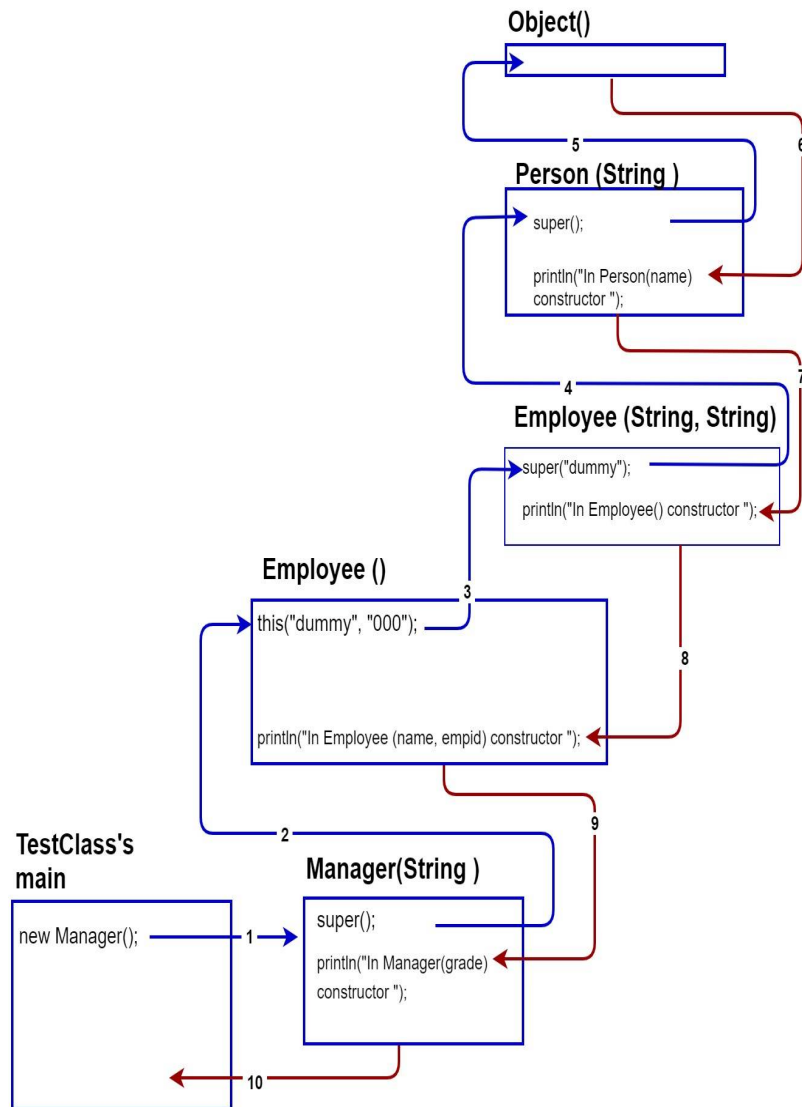 Object()
5
6
Person (String )
super();
println("In Person(name)
constructor ");
7
4
Employee (String, String)
super("dummy");
println("In Employee() constructor ");
Employee ()
3
this("dummy", "000");
8
println("In Employee (name, empid) constructor ");
9
2
TestClass's
main
Manager(String )
new Manager();
1
super();
println("In Manager(grade)
constructor ");
10